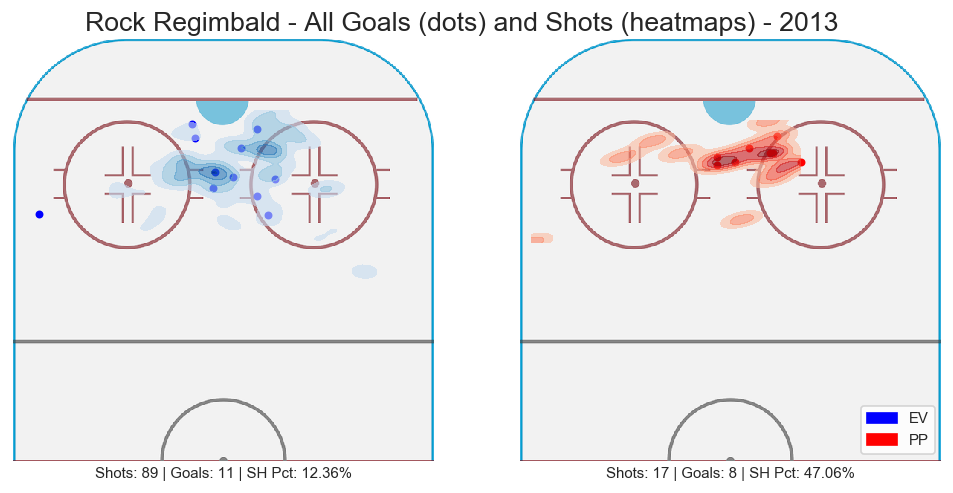 Rock Regimbald - All Goals (dots) and Shots (heatmaps) - 2013
EV
PP
Shots: 89 | Goals: 11 | SH Pct: 12.36%
Shots: 17 | Goals: 8 | SH Pct: 47.06%